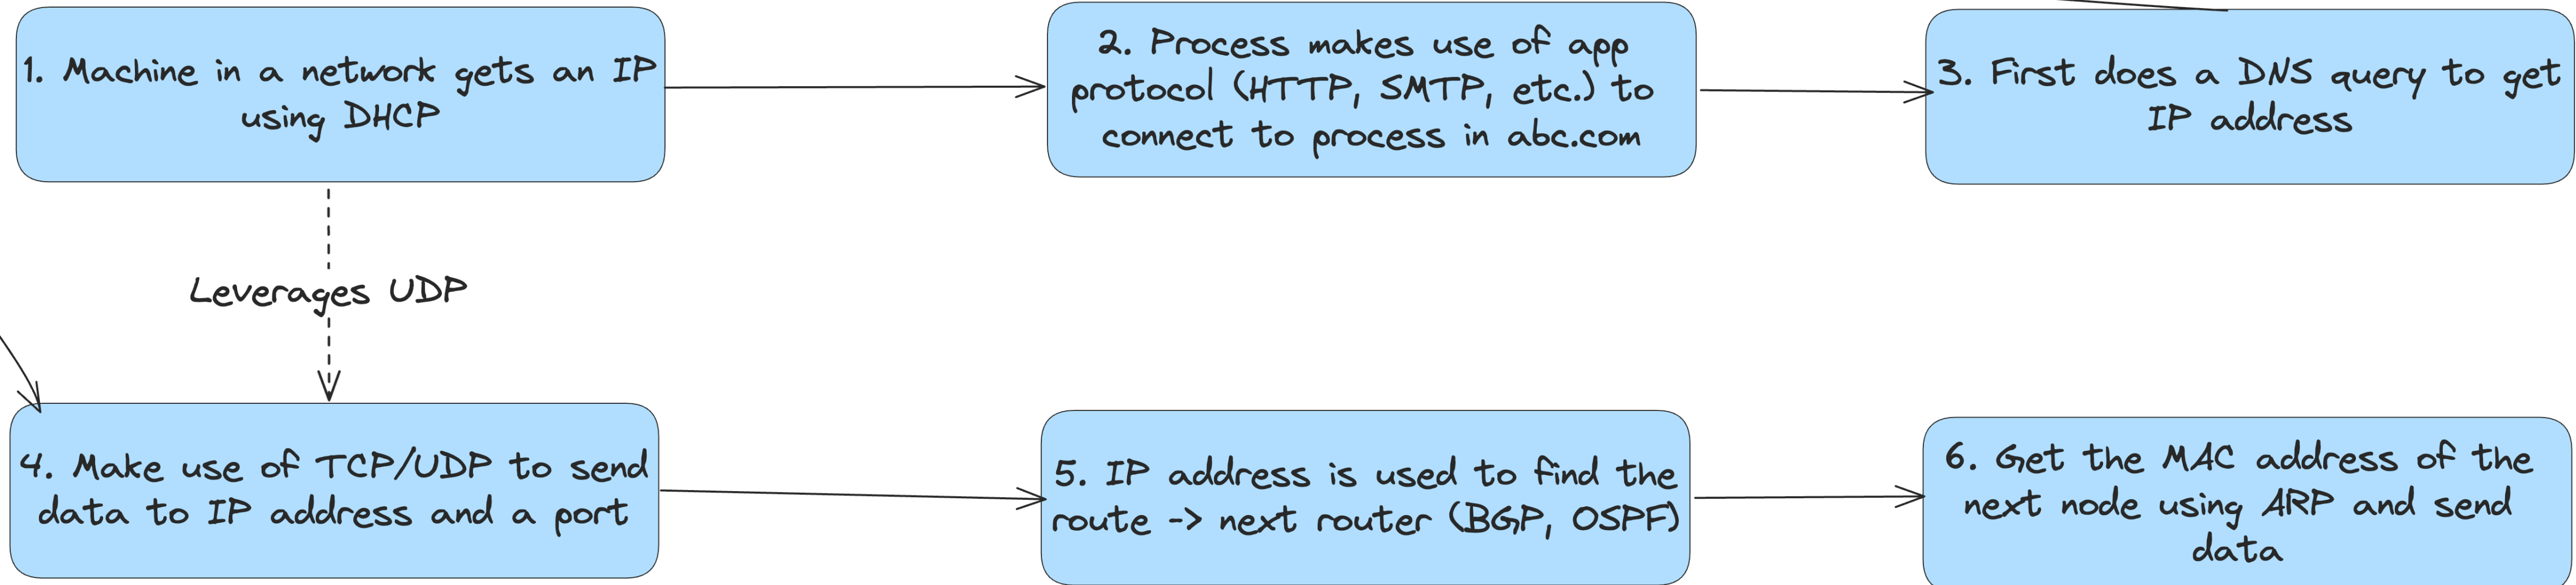 1. Machine in a network gets an IP
using DHCP
2. Process makes use of app
protocol (HTTP, SMTP, etc.) to
connect to process in abc.com
3. First does a DNS query to get
IP address
Leverages UDP
4. Make use of TCP/UDP to send
data to IP address and a port
5. IP address is used to find the
route -> next router (BGP, OSPF)
6. Get the MAC address of the
next node using ARP and send
data